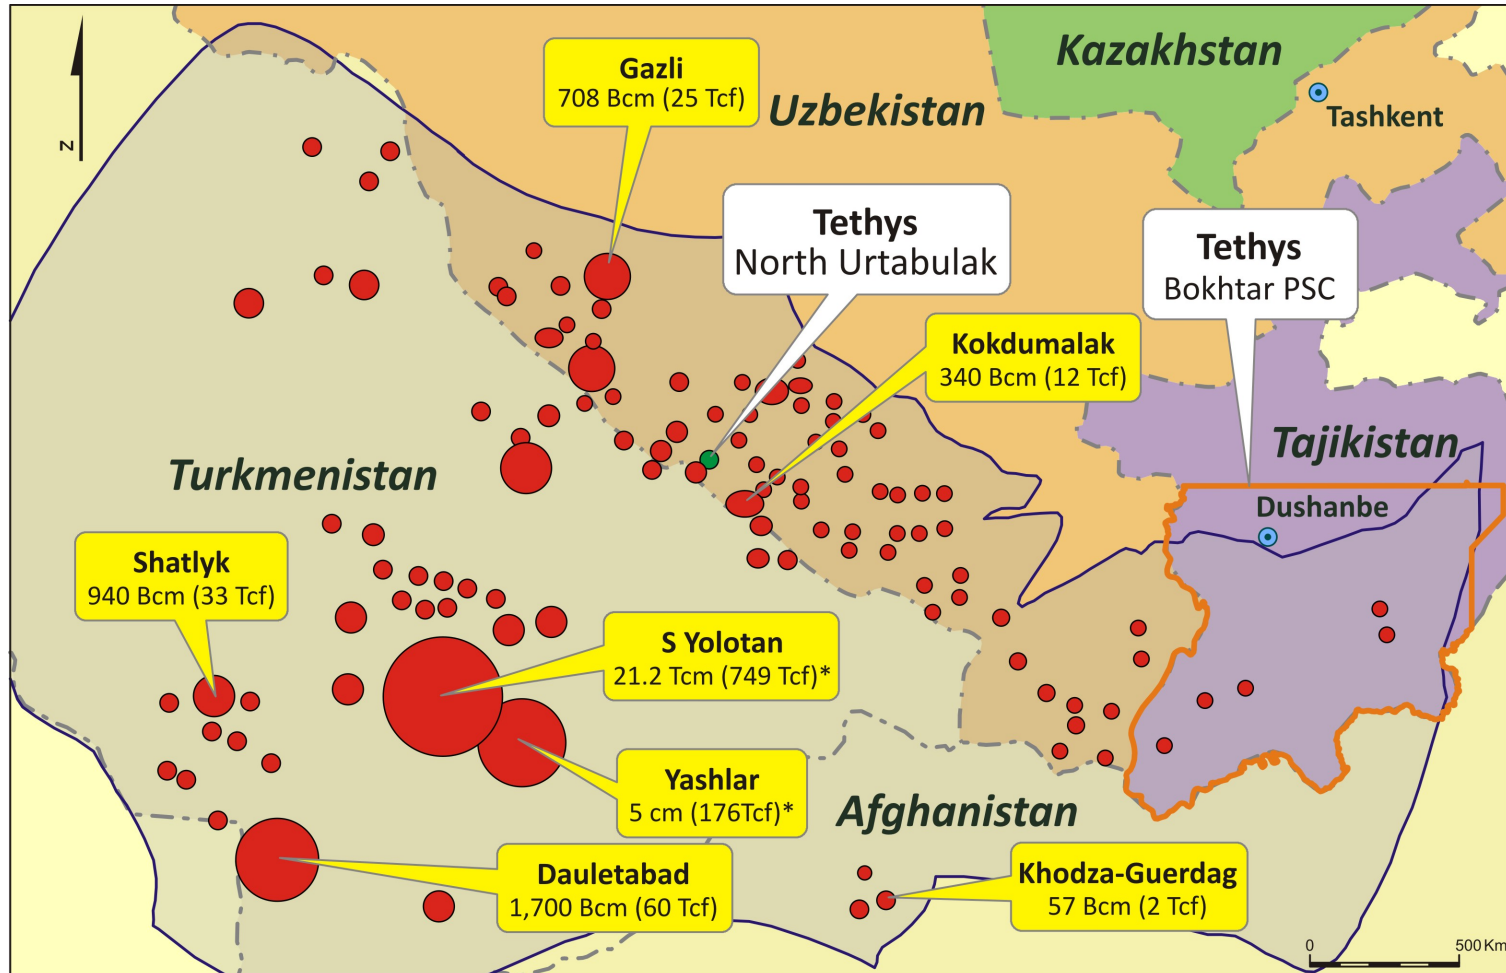 Kazakhstan
Gazli
708 Bcm (25 Tcf)
Uzbekistan
Tashkent
N
Tethys
North Urtabulak
Tethys
Bokhtar PSC
Kokdumalak
340 Bcm (12 Tcf)
Turkmenistan
Tajikistan
Dushanbe
Shatlyk
940 Bcm (33 Tcf)
S Yolotan
21.2 Tcm (749 Tcf)*
Yashlar
5 cm (176Tcf)*
Afghanistan
Dauletabad
1,700 Bcm (60 Tcf)
Khodza-Guerdag
57 Bcm (2 Tcf)
0 500 Km